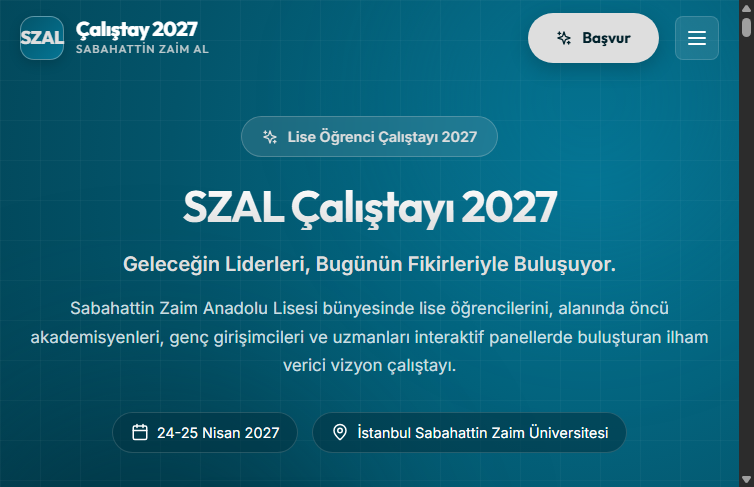 SZAL
Çalıştay 2027
SABAHATTİN ZAİM AL
Başvur
Lise Öğrenci Çalıştayı 2027
SZAL Çalıştayı 2027
Geleceğin Liderleri, Bugünün Fikirleriyle Buluşuyor.
Sabahattin Zaim Anadolu Lisesi bünyesinde lise öğrencilerini, alanında öncü
akademisyenleri, genç girişimcileri ve uzmanları interaktif panellerde buluşturan ilham
verici vizyon çalıştayı.
24-25 Nisan 2027
İstanbul Sabahattin Zaim Üniversitesi